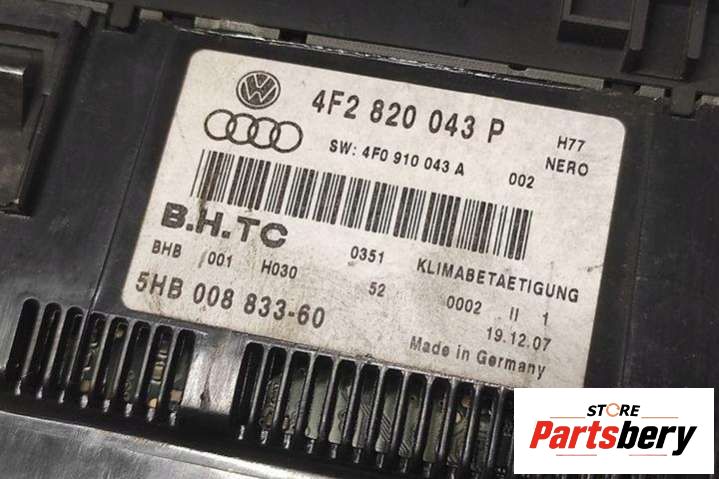 4F2 820 043 P H77
SW: 4F0 910 043 A 002 NERO
B.H.TC 0351 KLIMABETAETIGUNG
BHB 001 H030 52 0002 II 1
5HB 008 833-60 19.12.07
Made in Germany
STORE
Partsbery